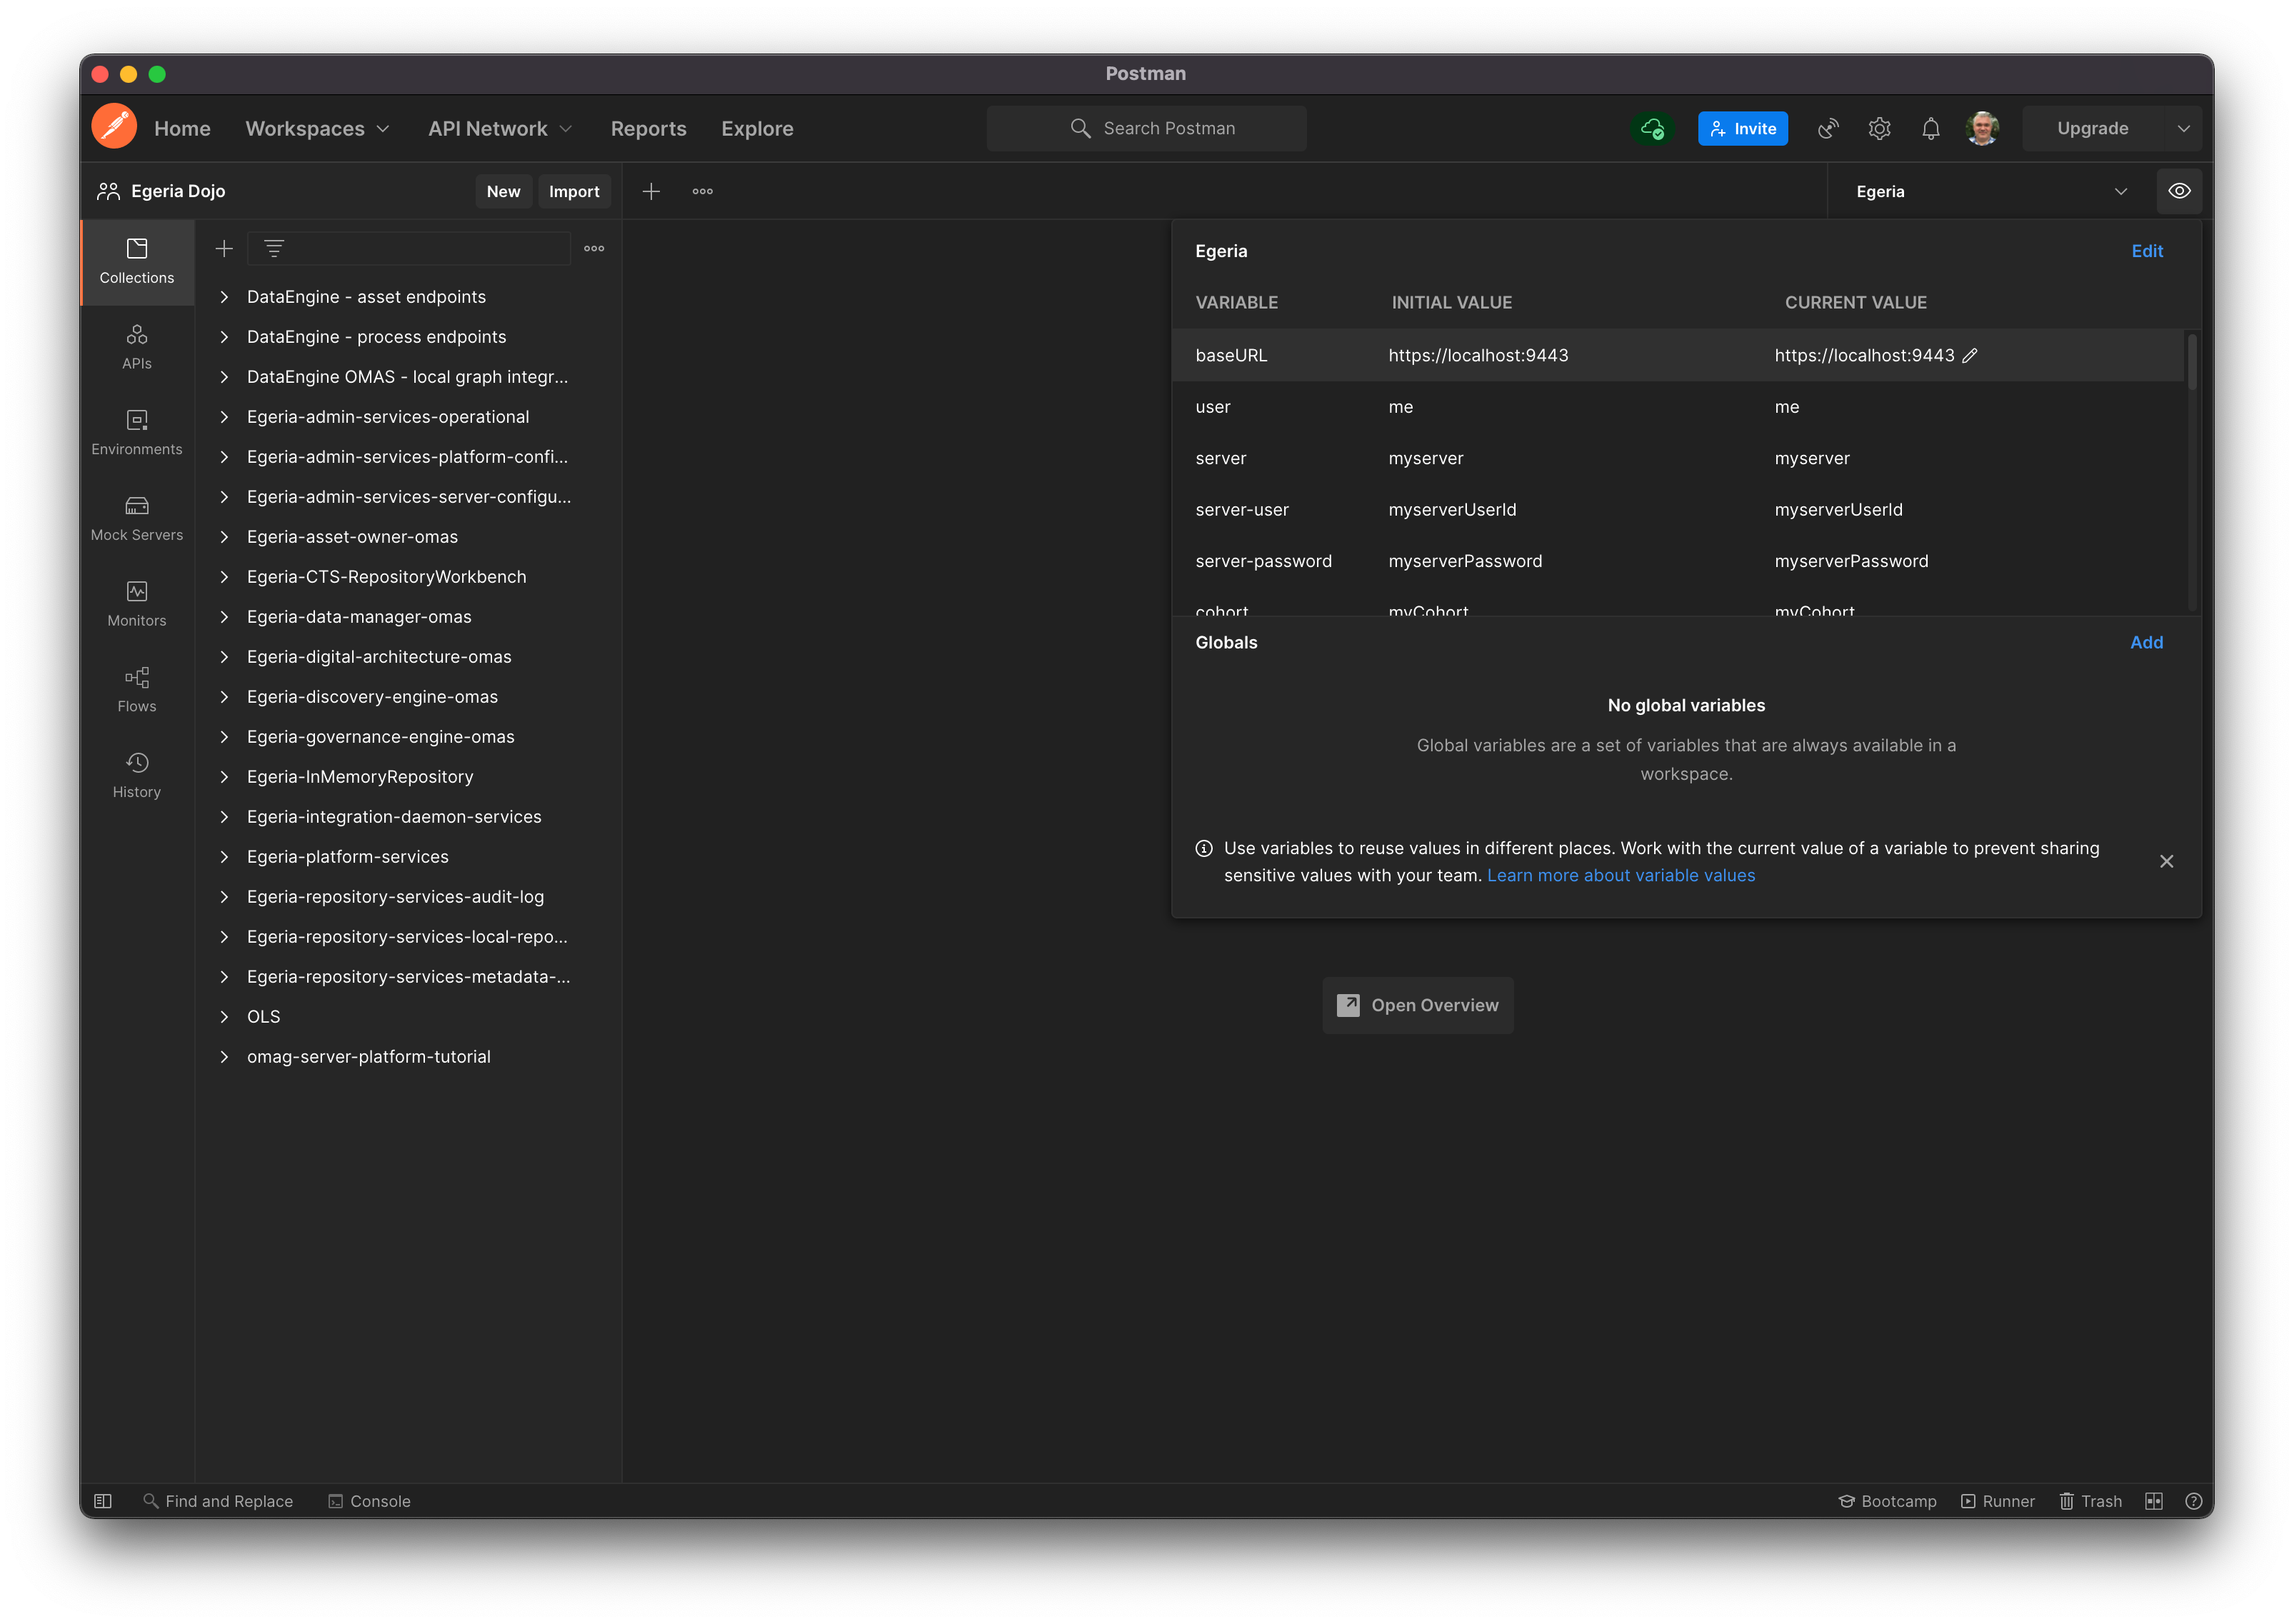 Postman
Home
Workspaces
API Network
Reports
Explore
Search Postman
Invite
Upgrade
Egeria Dojo
New
Import
Egeria
Collections
APIs
Environments
Mock Servers
Monitors
Flows
History
DataEngine - asset endpoints
DataEngine - process endpoints
DataEngine OMAS - local graph integr...
Egeria-admin-services-operational
Egeria-admin-services-platform-confi...
Egeria-admin-services-server-configu...
Egeria-asset-owner-omas
Egeria-CTS-RepositoryWorkbench
Egeria-data-manager-omas
Egeria-digital-architecture-omas
Egeria-discovery-engine-omas
Egeria-governance-engine-omas
Egeria-InMemoryRepository
Egeria-integration-daemon-services
Egeria-platform-services
Egeria-repository-services-audit-log
Egeria-repository-services-local-repo...
Egeria-repository-services-metadata-...
OLS
omag-server-platform-tutorial
Egeria Edit
VARIABLE INITIAL VALUE CURRENT VALUE
baseURL https://localhost:9443 https://localhost:9443
user me me
server myserver myserver
server-user myserverUserId myserverUserId
server-password myserverPassword myserverPassword
cohort myCohort myCohort
Globals Add
No global variables
Global variables are a set of variables that are always available in a
workspace.
Use variables to reuse values in different places. Work with the current value of a variable to prevent sharing
sensitive values with your team. Learn more about variable values
Open Overview
Find and Replace
Console
Bootcamp
Runner
Trash